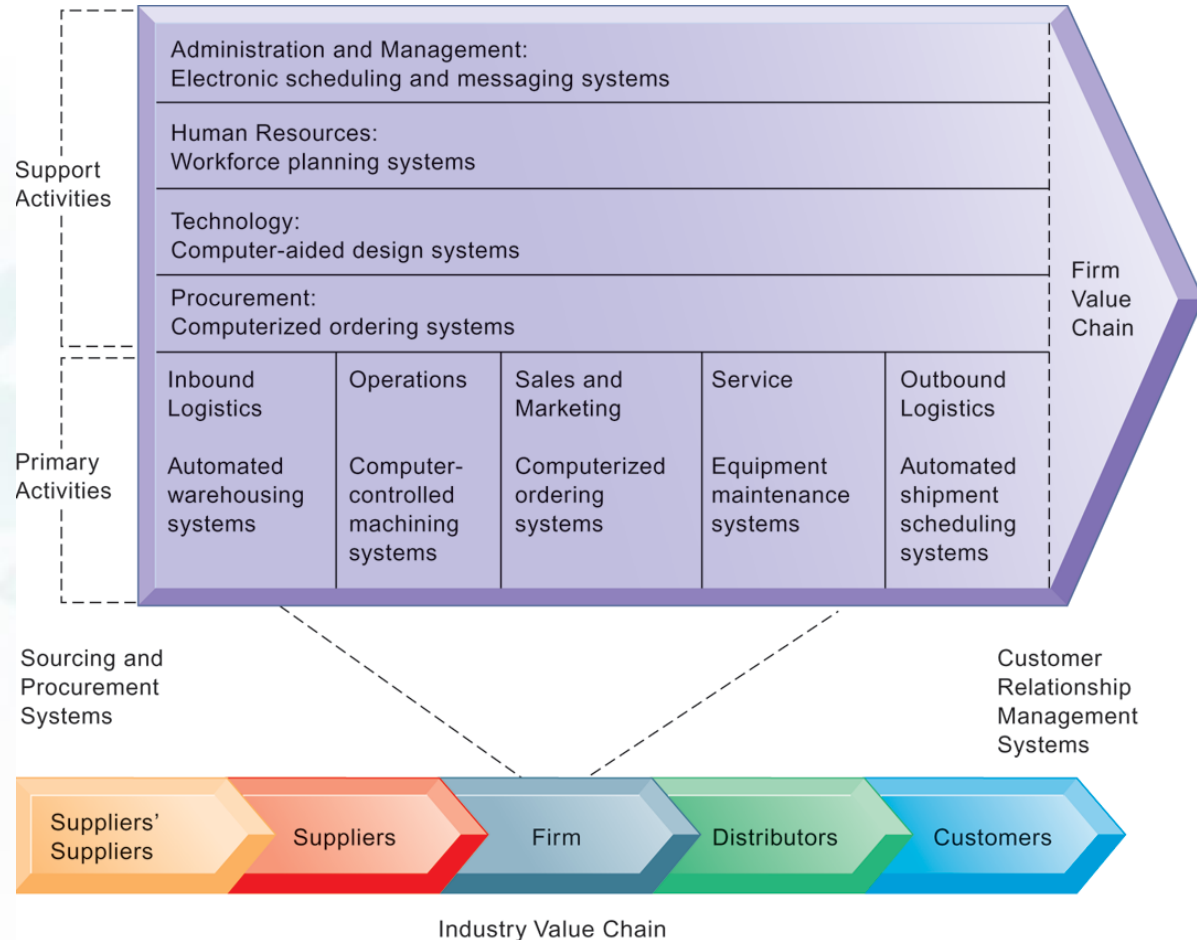 Administration and Management:
Electronic scheduling and messaging systems
Human Resources:
Workforce planning systems
Support
Activities
Technology:
Computer-aided design systems
Firm
Value
Chain
Procurement:
Computerized ordering systems
Primary
Activities
Inbound
Logistics
Automated
warehousing
systems
Operations
Computer-
controlled
machining
systems
Sales and
Marketing
Computerized
ordering
systems
Service
Equipment
maintenance
systems
Outbound
Logistics
Automated
shipment
scheduling
systems
Sourcing and
Procurement
Systems
Customer
Relationship
Management
Systems
Suppliers’
Suppliers
Suppliers
Firm
Distributors
Customers
Industry Value Chain